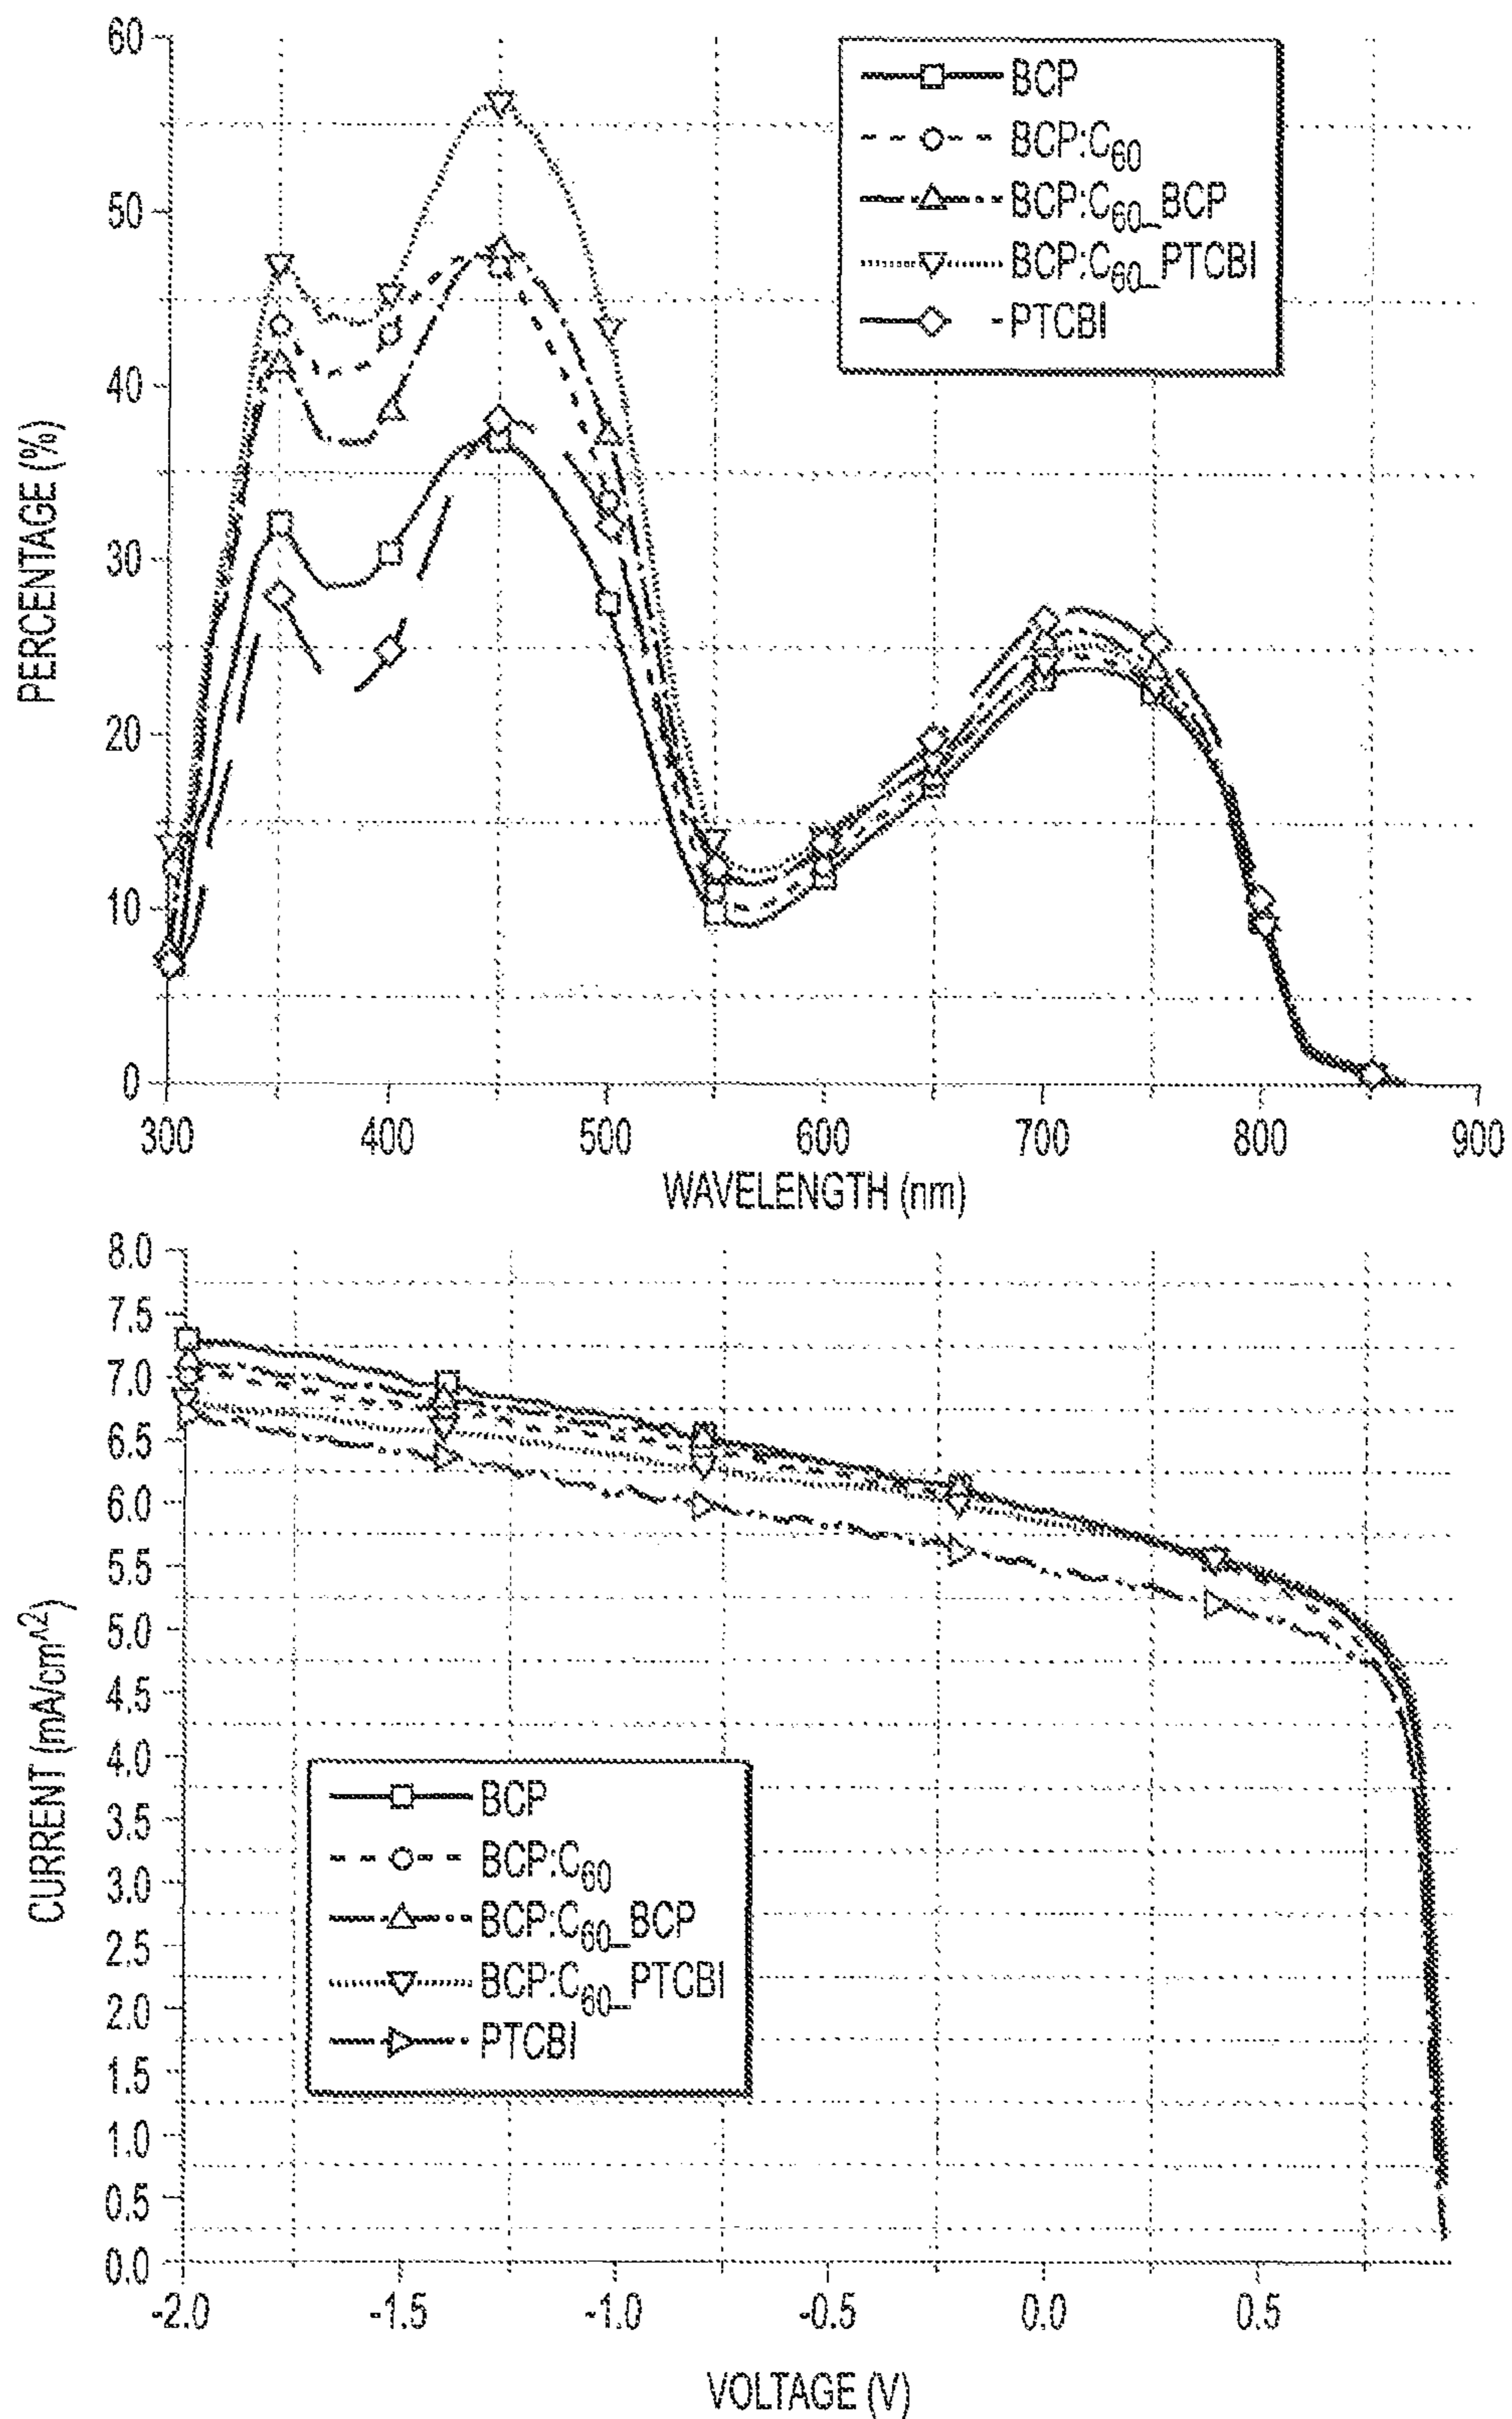 PERCENTAGE (%)
60
50
40
30
20
10
0
BCP
BCP:C60
BCP:C60_BCP
BCP:C60_PTCBI
PTCBI
300
400
500
600
700
800
900
WAVELENGTH (nm)
CURRENT (mA/cm^2)
8.0
7.5
7.0
6.5
6.0
5.5
5.0
4.5
4.0
3.5
3.0
2.5
2.0
1.5
1.0
0.5
0.0
BCP
BCP:C60
BCP:C60_BCP
BCP:C60_PTCBI
PTCBI
-2.0
-1.5
-1.0
-0.5
0.0
0.5
VOLTAGE (V)